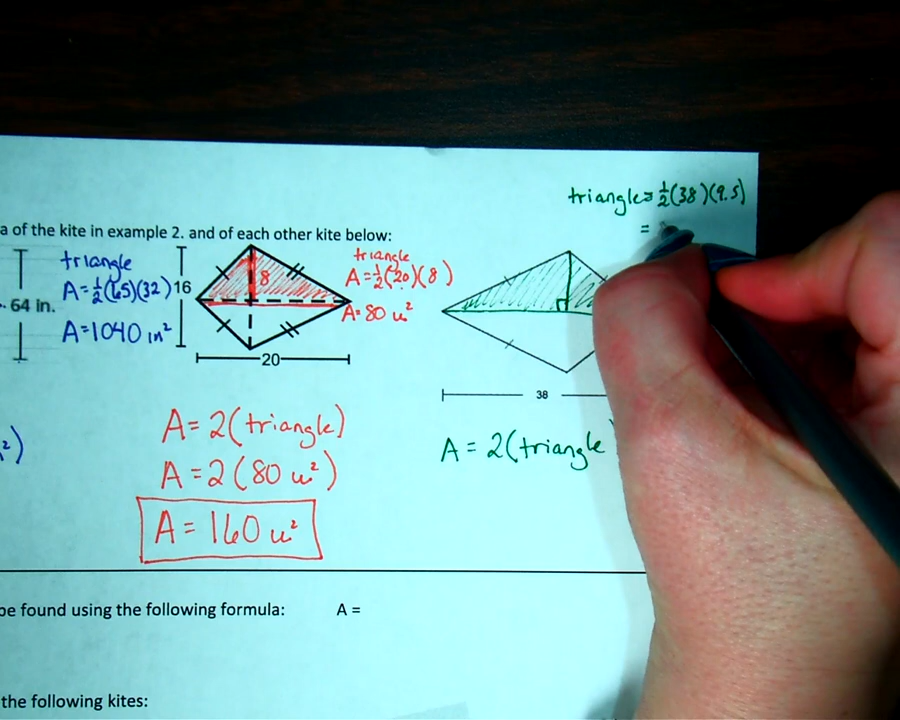 triangle = ½(38)(9.5)
=
a of the kite in example 2. and of each other kite below:
64 in.
triangle
A = ½(65)(32)
A = 1040 in²
16
8
20
triangle
A = ½(20)(8)
A = 80 u²
38
²)
A = 2(triangle)
A = 2(80 u²)
A = 160 u²
A = 2(triangle
be found using the following formula: A =
the following kites: